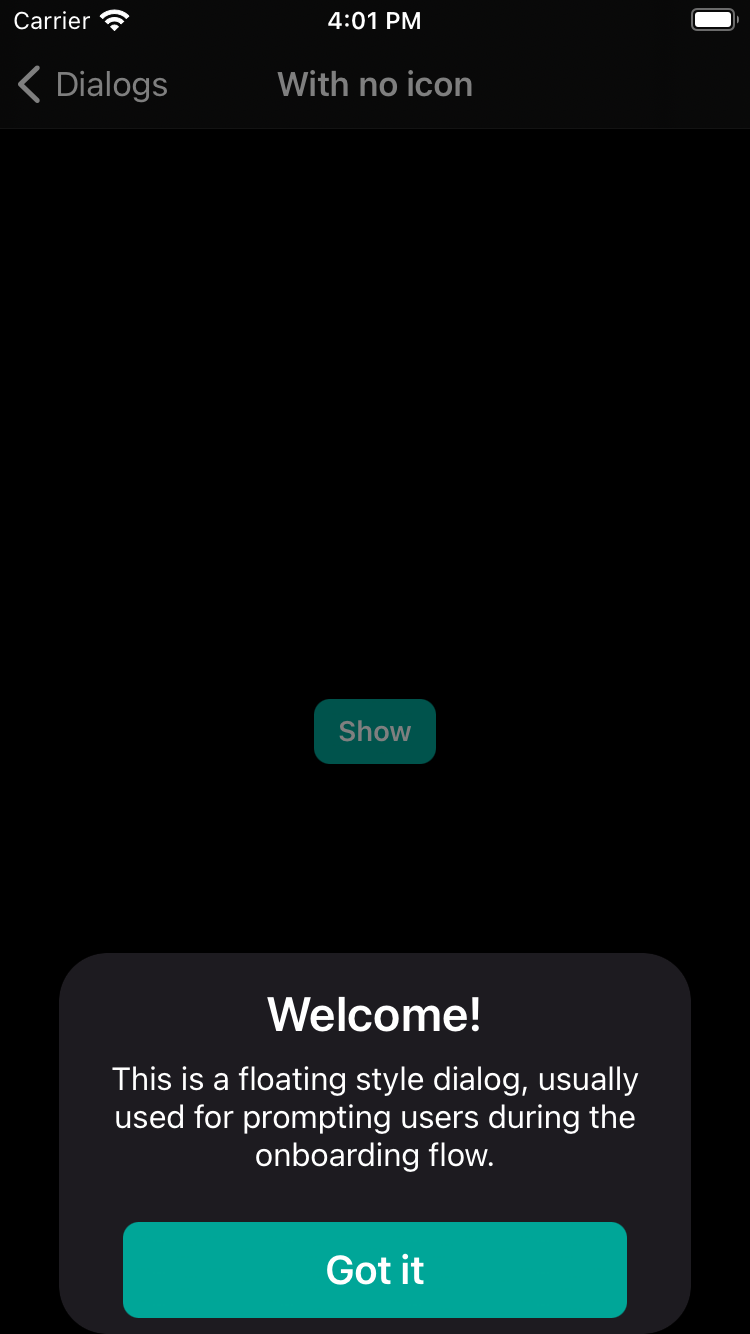 Carrier 4:01 PM
Dialogs With no icon
Show
Welcome!
This is a floating style dialog, usually
used for prompting users during the
onboarding flow.
Got it